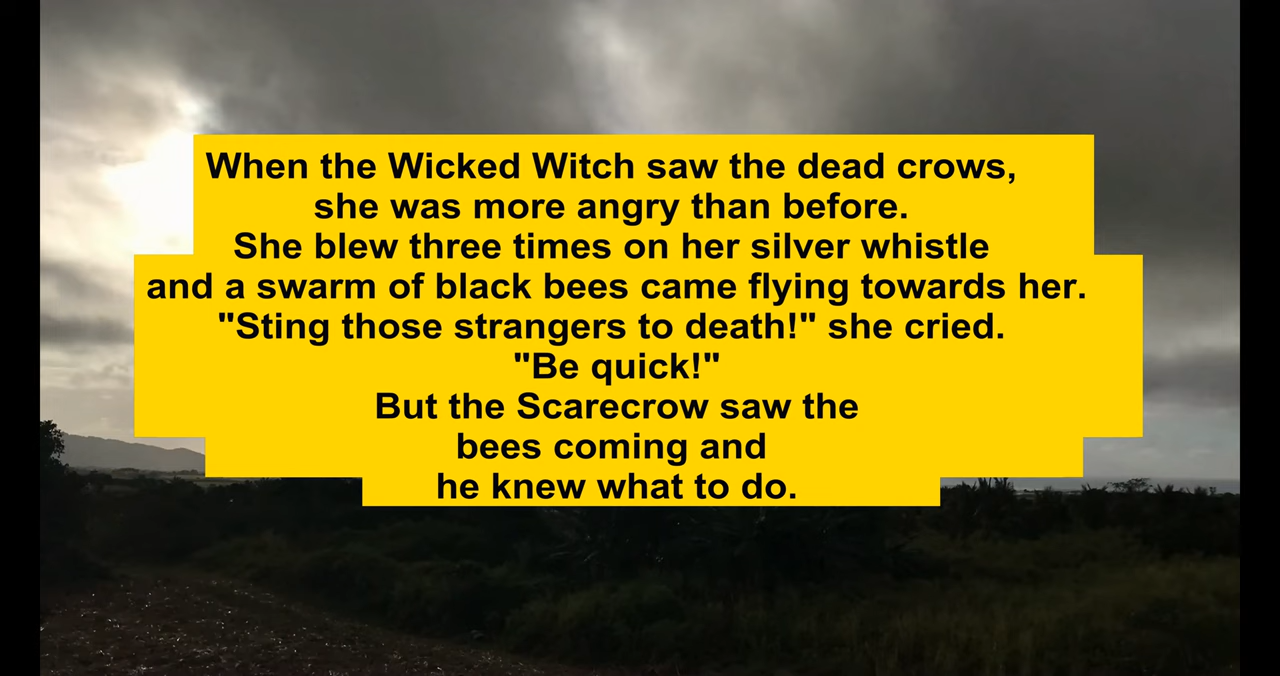 When the Wicked Witch saw the dead crows,
she was more angry than before.
She blew three times on her silver whistle
and a swarm of black bees came flying towards her.
"Sting those strangers to death!" she cried.
"Be quick!"
But the Scarecrow saw the
bees coming and
he knew what to do.